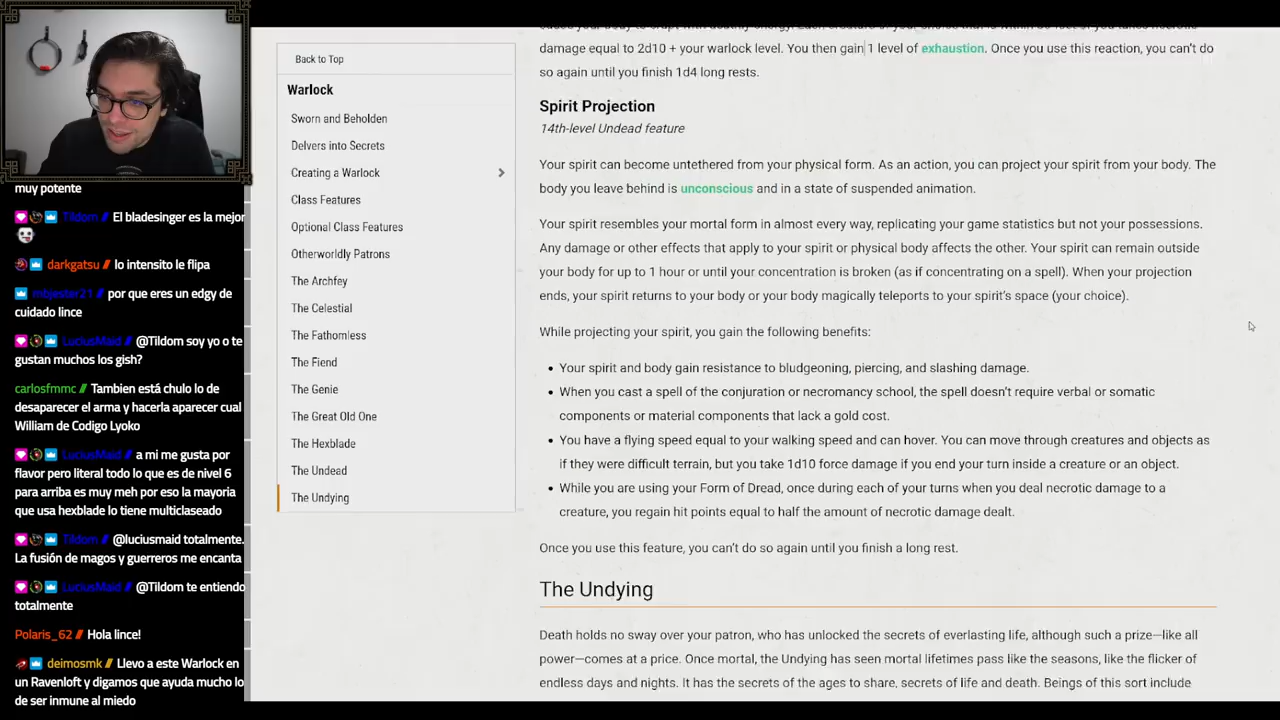 muy potente
Tildom // El bladesinger es la mejor
darkgatsu // lo intensito le flipa
mbjester21 // por que eres un edgy de
cuidado lince
LuciusMaid // @Tildom soy yo o te
gustan muchos los gish?
carlosfmmc // Tambien está chulo lo de
desaparecer el arma y hacerla aparecer cual
William de Codigo Lyoko
LuciusMaid // a mi me gusta por
flavor pero literal todo lo que es de nivel 6
para arriba es muy meh por eso la mayoria
que usa hexblade lo tiene multiclaseado
Tildom // @luciusmaid totalmente.
La fusión de magos y guerreros me encanta
LuciusMaid // @Tildom te entiendo
totalmente
Polaris_62 // Hola lince!
deimosmk // Llevo a este Warlock en
un Ravenloft y digamos que ayuda mucho lo
de ser inmune al miedo
Back to Top
Warlock
Sworn and Beholden
Delvers into Secrets
Creating a Warlock
Class Features
Optional Class Features
Otherworldly Patrons
The Archfey
The Celestial
The Fathomless
The Fiend
The Genie
The Great Old One
The Hexblade
The Undead
The Undying
damage equal to 2d10 + your warlock level. You then gain 1 level of exhaustion. Once you use this reaction, you can't do
so again until you finish 1d4 long rests.
Spirit Projection
14th-level Undead feature
Your spirit can become untethered from your physical form. As an action, you can project your spirit from your body. The
body you leave behind is unconscious and in a state of suspended animation.
Your spirit resembles your mortal form in almost every way, replicating your game statistics but not your possessions.
Any damage or other effects that apply to your spirit or physical body affects the other. Your spirit can remain outside
your body for up to 1 hour or until your concentration is broken (as if concentrating on a spell). When your projection
ends, your spirit returns to your body or your body magically teleports to your spirit's space (your choice).
While projecting your spirit, you gain the following benefits:
• Your spirit and body gain resistance to bludgeoning, piercing, and slashing damage.
• When you cast a spell of the conjuration or necromancy school, the spell doesn't require verbal or somatic
components or material components that lack a gold cost.
• You have a flying speed equal to your walking speed and can hover. You can move through creatures and objects as
if they were difficult terrain, but you take 1d10 force damage if you end your turn inside a creature or an object.
• While you are using your Form of Dread, once during each of your turns when you deal necrotic damage to a
creature, you regain hit points equal to half the amount of necrotic damage dealt.
Once you use this feature, you can't do so again until you finish a long rest.
The Undying
Death holds no sway over your patron, who has unlocked the secrets of everlasting life, although such a prize—like all
power—comes at a price. Once mortal, the Undying has seen mortal lifetimes pass like the seasons, like the flicker of
endless days and nights. It has the secrets of the ages to share, secrets of life and death. Beings of this sort include